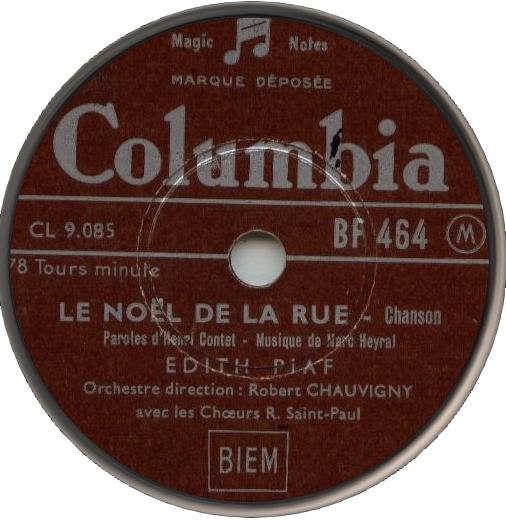 Magic Notes
MARQUE DÉPOSÉE
Columbia
CL 9.085 BF 464 M
78 Tours minute
LE NOËL DE LA RUE - Chanson
Paroles d'Henri Contet - Musique de Marc Heyral
EDITH PIAF
Orchestre direction : Robert CHAUVIGNY
avec les Chœurs R. Saint-Paul
BIEM